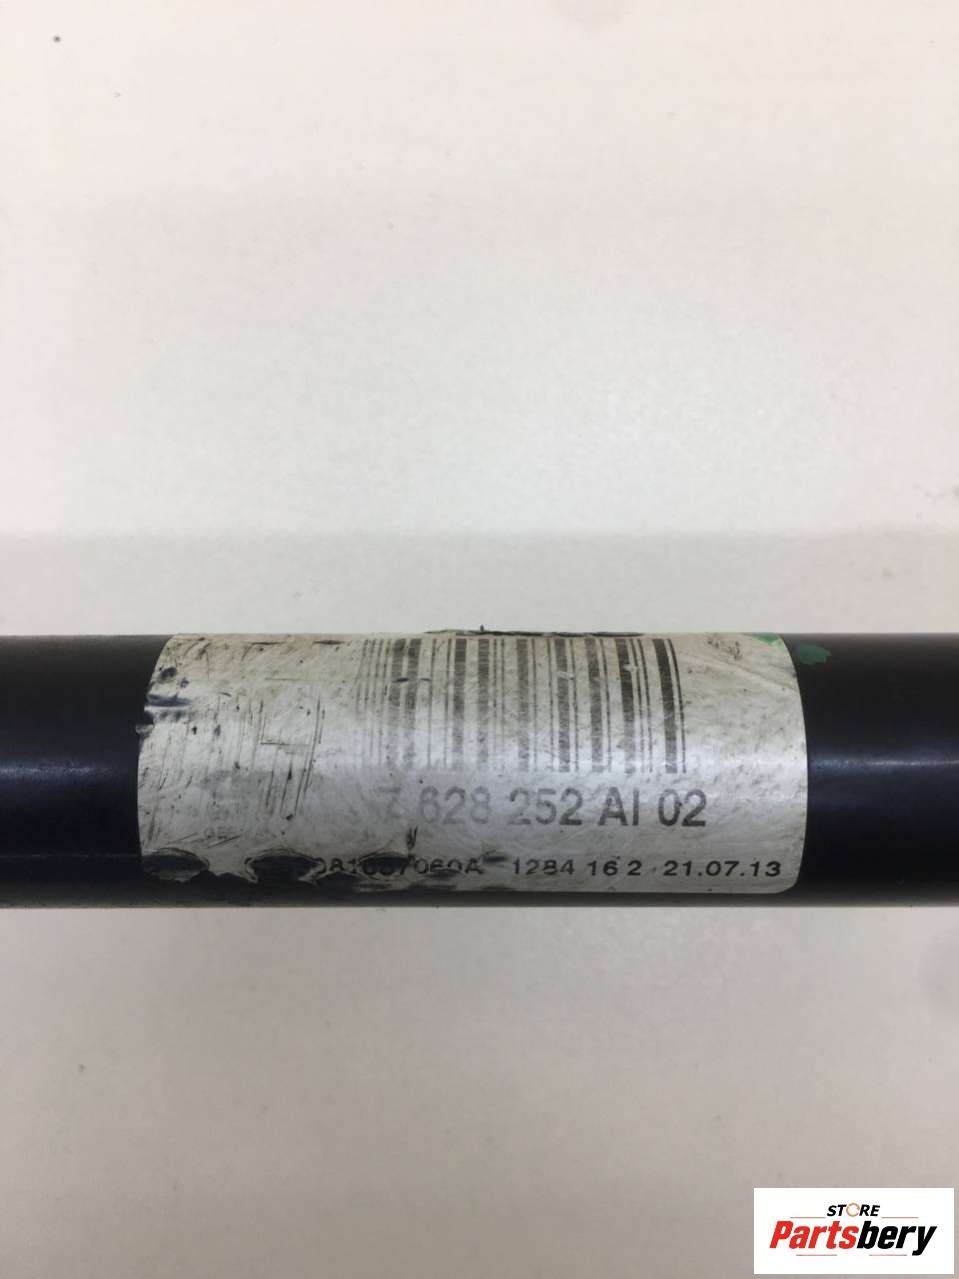 7 628 252 AI 02
1284 16 2 21.07.13
STORE
Partsbery